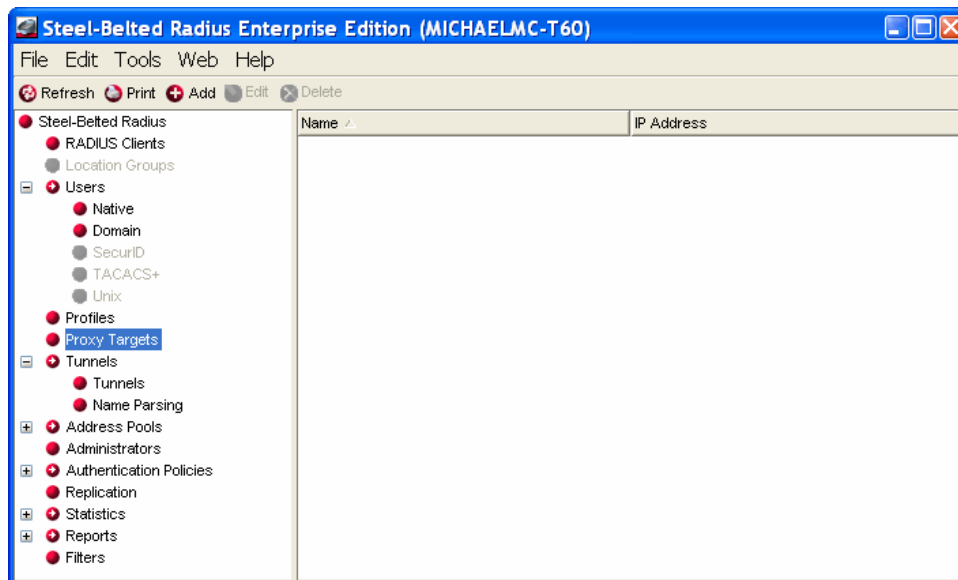 Steel-Belted Radius Enterprise Edition (MICHAELMC-T60)
File Edit Tools Web Help
Refresh Print Add Edit Delete
Steel-Belted Radius
RADIUS Clients
Location Groups
Users
Native
Domain
SecurID
TACACS+
Unix
Profiles
Proxy Targets
Tunnels
Tunnels
Name Parsing
Address Pools
Administrators
Authentication Policies
Replication
Statistics
Reports
Filters
Name IP Address